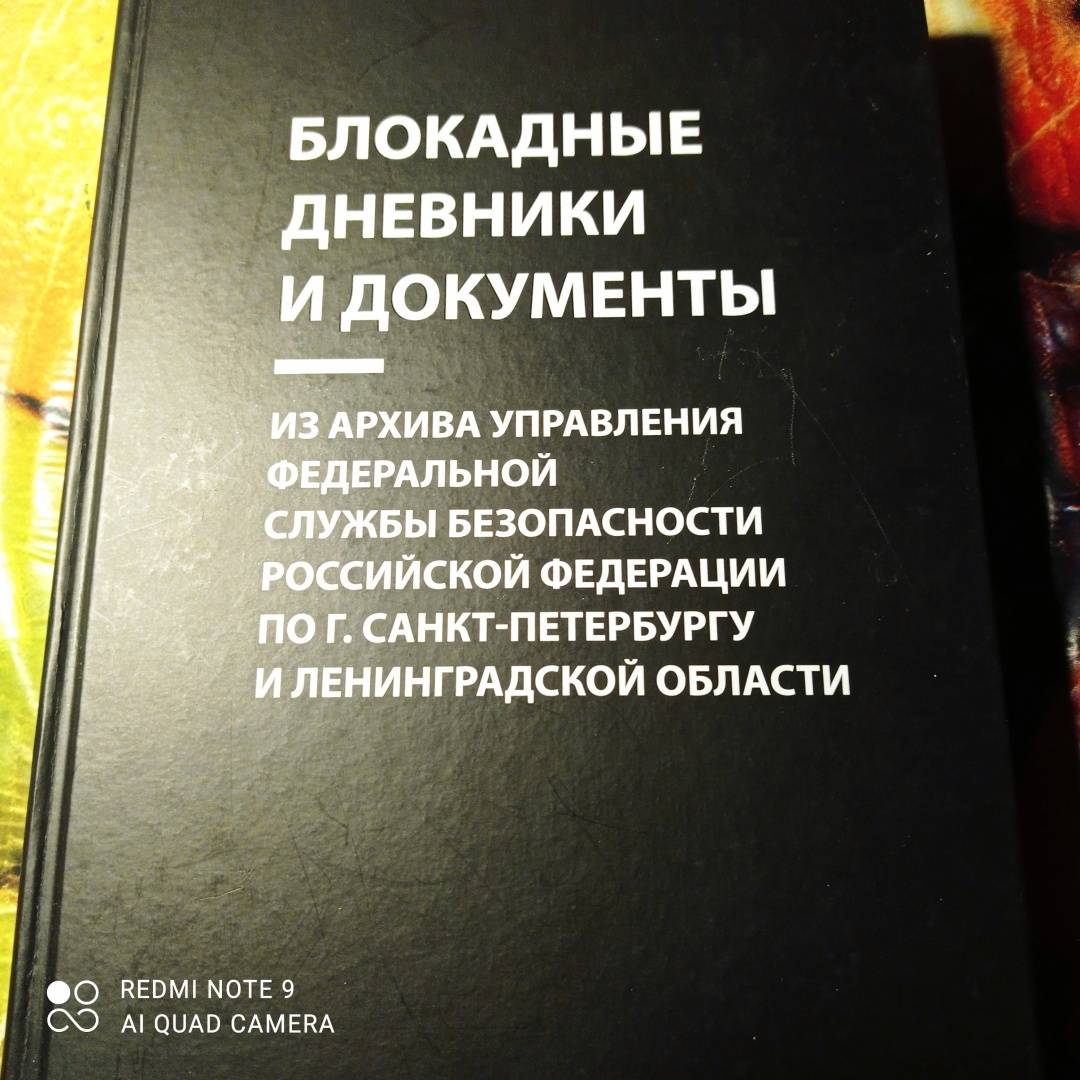 БЛОКАДНЫЕ
ДНЕВНИКИ
И ДОКУМЕНТЫ
ИЗ АРХИВА УПРАВЛЕНИЯ
ФЕДЕРАЛЬНОЙ
СЛУЖБЫ БЕЗОПАСНОСТИ
РОССИЙСКОЙ ФЕДЕРАЦИИ
ПО Г. САНКТ-ПЕТЕРБУРГУ
И ЛЕНИНГРАДСКОЙ ОБЛАСТИ
REDMI NOTE 9
AI QUAD CAMERA